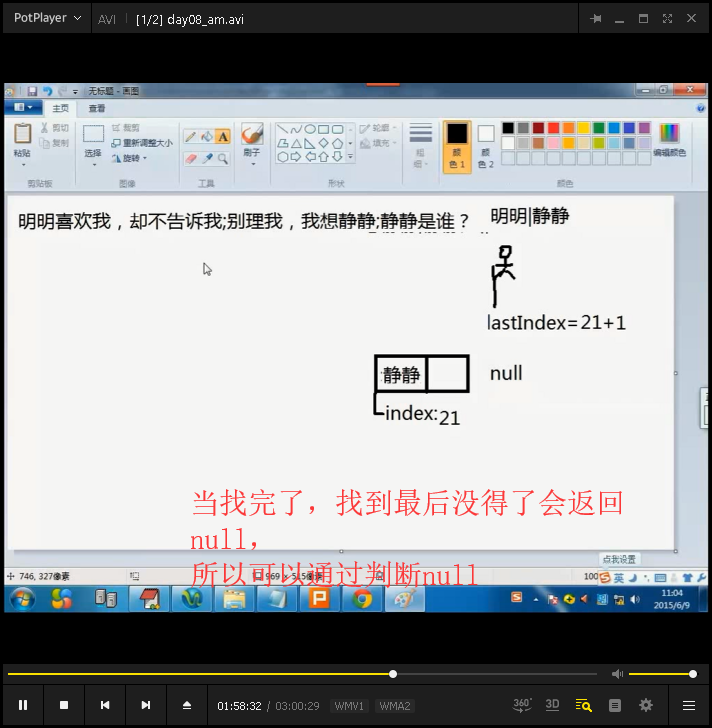 PotPlayer AVI [1/2] day08_am.avi
无标题 - 画图
主页 查看
粘贴 剪切 复制 选择 裁剪 重新调整大小 旋转 A 刷子 轮廓 填充 粗细 颜色 1 颜色 2 编辑颜色
剪贴板 图像 工具 形状 颜色
明明喜欢我，却不告诉我;别理我，我想静静;静静是谁？ 明明|静静
lastIndex= 21+1
静静 null
index: 21
当找完了，找到最后没得了会返回
null，
所以可以通过判断null
点我设置
746, 327像素 100 英
11:04
2015/6/9
01:58:32 / 03:00:29 WMV1 WMA2 360° 3D